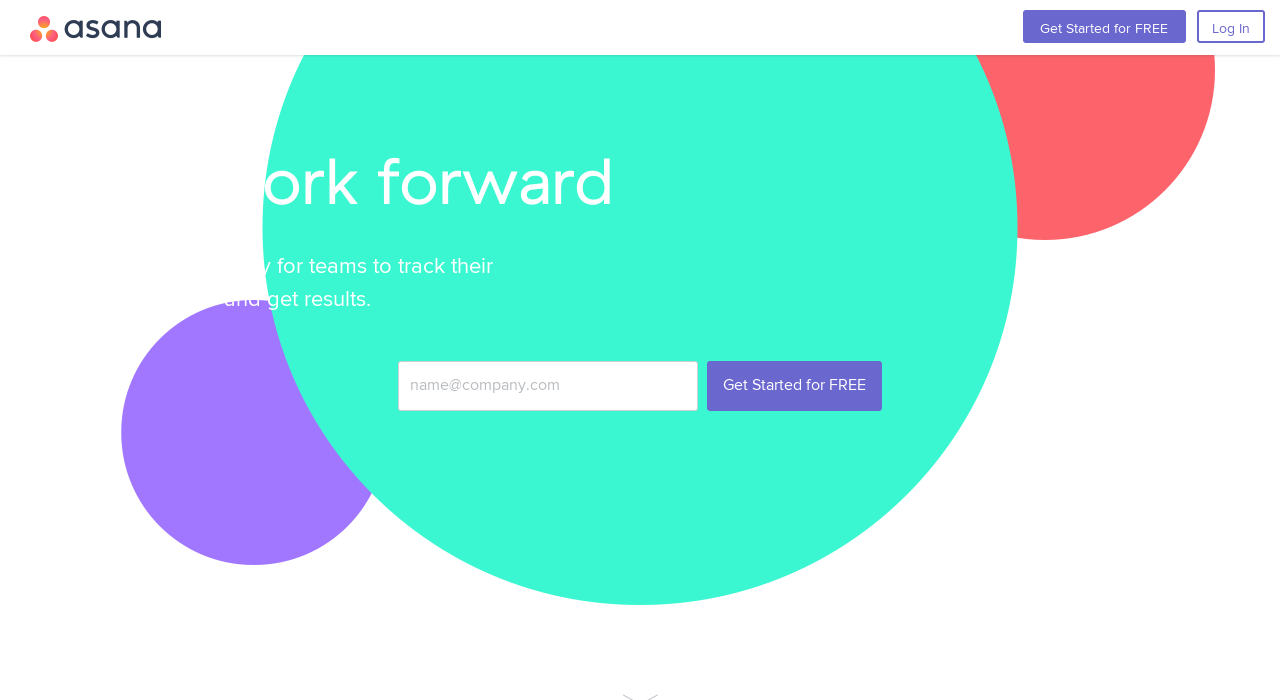 asana
Get Started for FREE
Log In
forward
for teams to track their
and get results.
name@company.com
Get Started for FREE